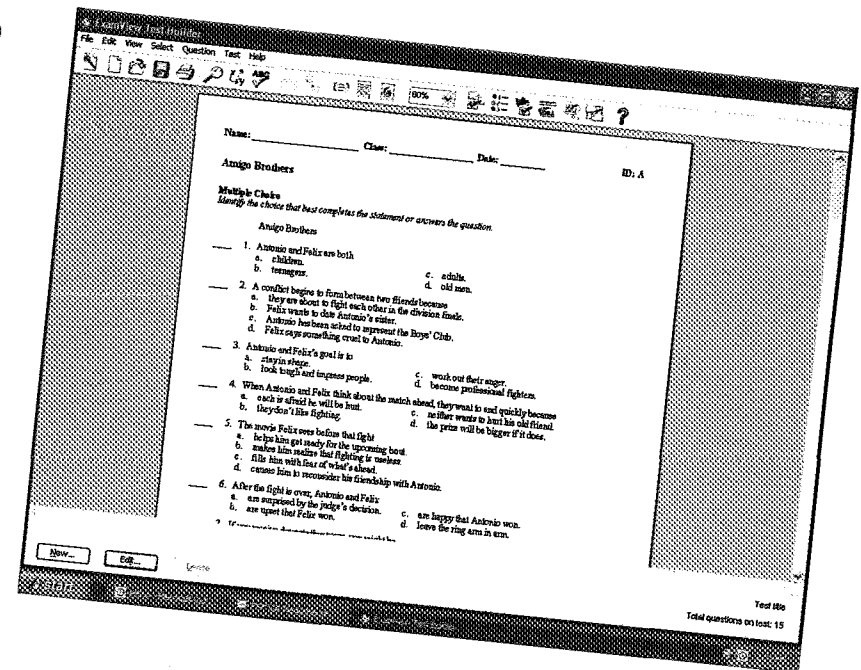 ExamView Test Builder
File Edit View Select Question Test Help
80%
Name: Class: Date: ID: A
Amigo Brothers
Multiple Choice
Identify the choice that best completes the statement or answers the question.
Amigo Brothers
1. Antonio and Felix are both
a. children. c. adults.
b. teenagers. d. old men.
2. A conflict begins to form between two friends because
a. they are about to fight each other in the division finals.
b. Felix wants to date Antonio's sister.
c. Antonio has been asked to represent the Boys' Club.
d. Felix says something cruel to Antonio.
3. Antonio and Felix's goal is to
a. stay in shape. c. work out their anger.
b. look tough and impress people. d. become professional fighters.
4. When Antonio and Felix think about the match ahead, they want to end quickly because
a. each is afraid he will be hurt. c. neither wants to hurt his old friend.
b. they don't like fighting. d. the prize will be bigger if it does.
5. The movie Felix sees before that fight
a. helps him get ready for the upcoming bout.
b. makes him realize that fighting is useless.
c. fills him with fear of what's ahead.
d. causes him to reconsider his friendship with Antonio.
6. After the fight is over, Antonio and Felix
a. are surprised by the judge's decision. c. are happy that Antonio won.
b. are upset that Felix won. d. leave the ring arm in arm.
New... Edit... Delete
Test title
Total questions on test: 15
start